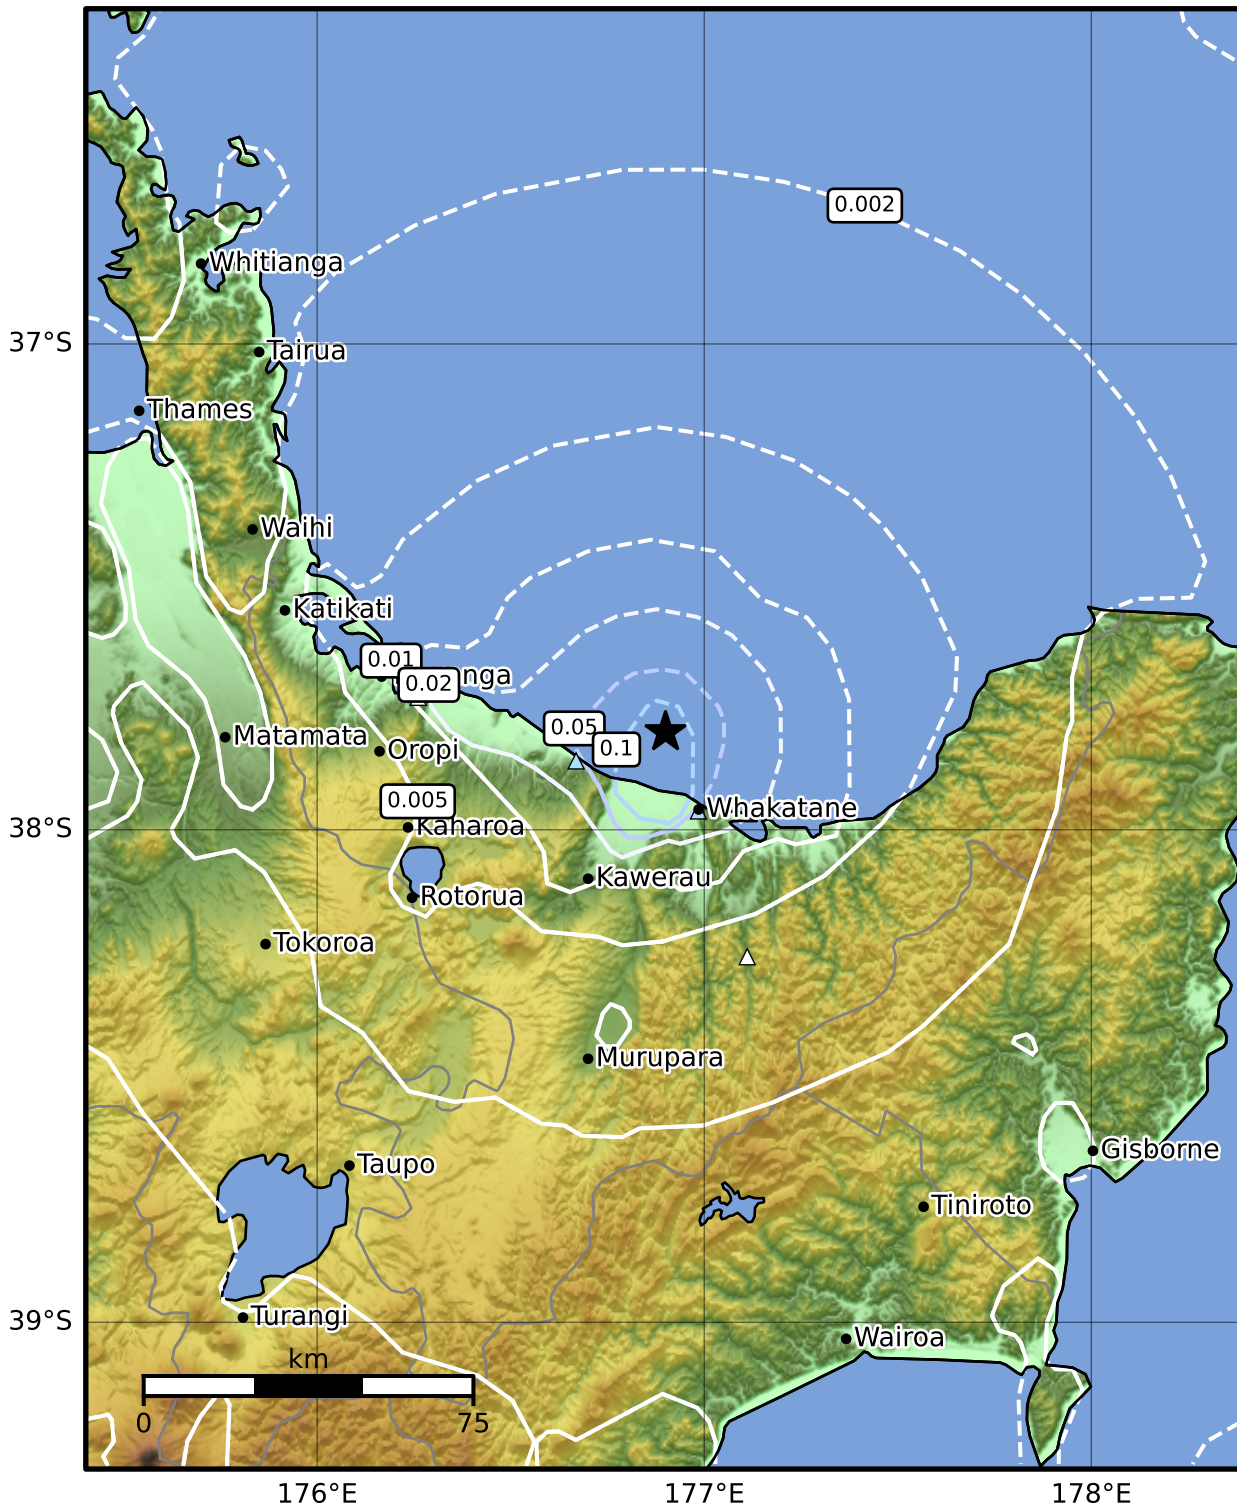 0.002
Whitianga
37°S
Tairua
Thames
Waihi
Katikati
0.01
nga
0.02
0.05
Matamata
Oropi
0.1
0.005
Whakatane
38°S
Kaharoa
Kawerau
Rotorua
Tokoroa
Murupara
Gisborne
Taupo
Tiniroto
39°S
Turangi
Wairoa
km
0
75
176°E
177°E
178°E